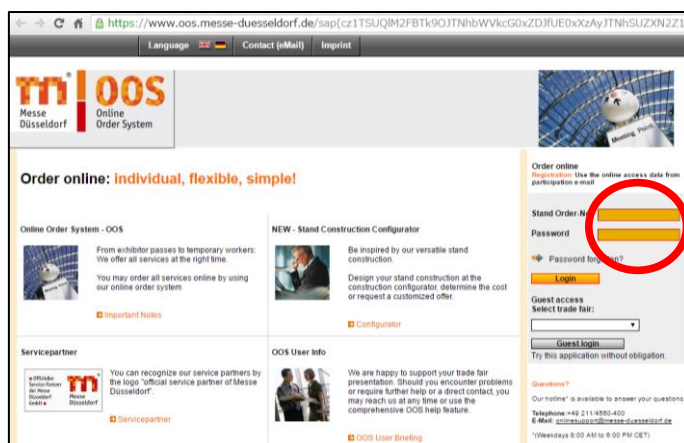 https://www.oos.messe-duesseldorf.de/sap(cz1TSUQlM2FBTk9OJTNhbWVkcG0xZDJfUE0xXzAyJTNhSUZXN2Z1
Language
Contact (eMail)
Imprint
Messe
Düsseldorf
OOS
Online
Order System
Meeting Point
Order online: individual, flexible, simple!
Online Order System - OOS
From exhibitor passes to temporary workers:
We offer all services at the right time.
You may order all services online by using
our online order system
Important Notes
NEW - Stand Construction Configurator
Be inspired by our versatile stand
construction.
Design your stand construction at the
construction configurator, determine the cost
or request a customized offer.
Configurator
Servicepartner
Offizieller
Service-Partner
der Messe
Düsseldorf
GmbH
Messe
Düsseldorf
You can recognize our service partners by
the logo "official service partner of Messe
Düsseldorf".
Servicepartner
OOS User Info
We are happy to support your trade fair
presentation. Should you encounter problems
or require further help or a direct contact, you
may reach us at any time or use the
comprehensive OOS help feature.
OOS User Briefing
Order online
Registration: Use the online access data from
participation e-mail
Stand Order-N
Password
Password forgotten?
Login
Guest access
Select trade fair:
Guest login
Try this application without obligation.
Questions?
Our hotline* is available to answer your questions
Telephone:+49 211/4560-400
E-Mail: onlinesupport@messe-duesseldorf.de
*(Weekdays 8:00 AM to 6:00 PM CET)